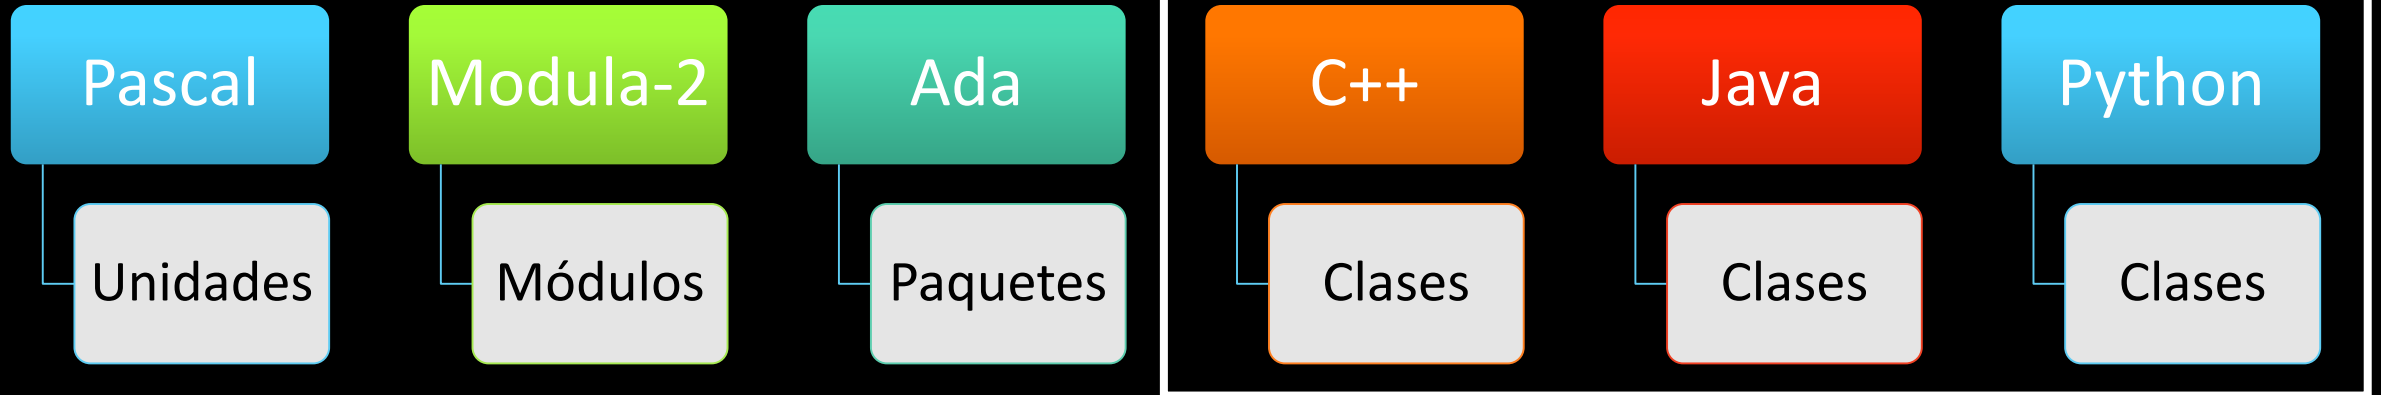 Pascal
Unidades
Modula-2
Módulos
Ada
Paquetes
C++
Clases
Java
Clases
Python
Clases